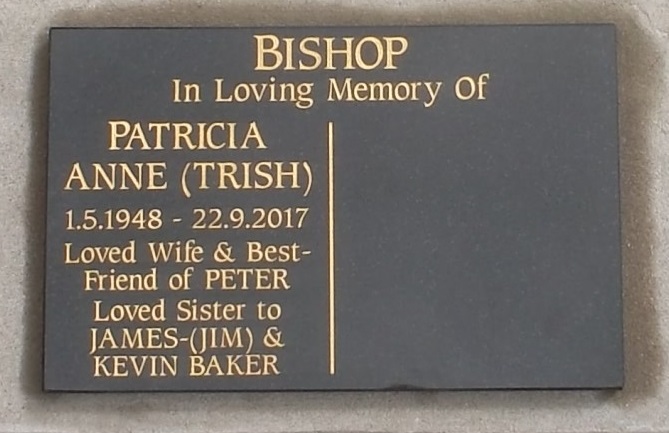 BISHOP
In Loving Memory Of
PATRICIA
ANNE (TRISH)
1.5.1948 - 22.9.2017
Loved Wife & Best-
Friend of PETER
Loved Sister to
JAMES-(JIM) &
KEVIN BAKER